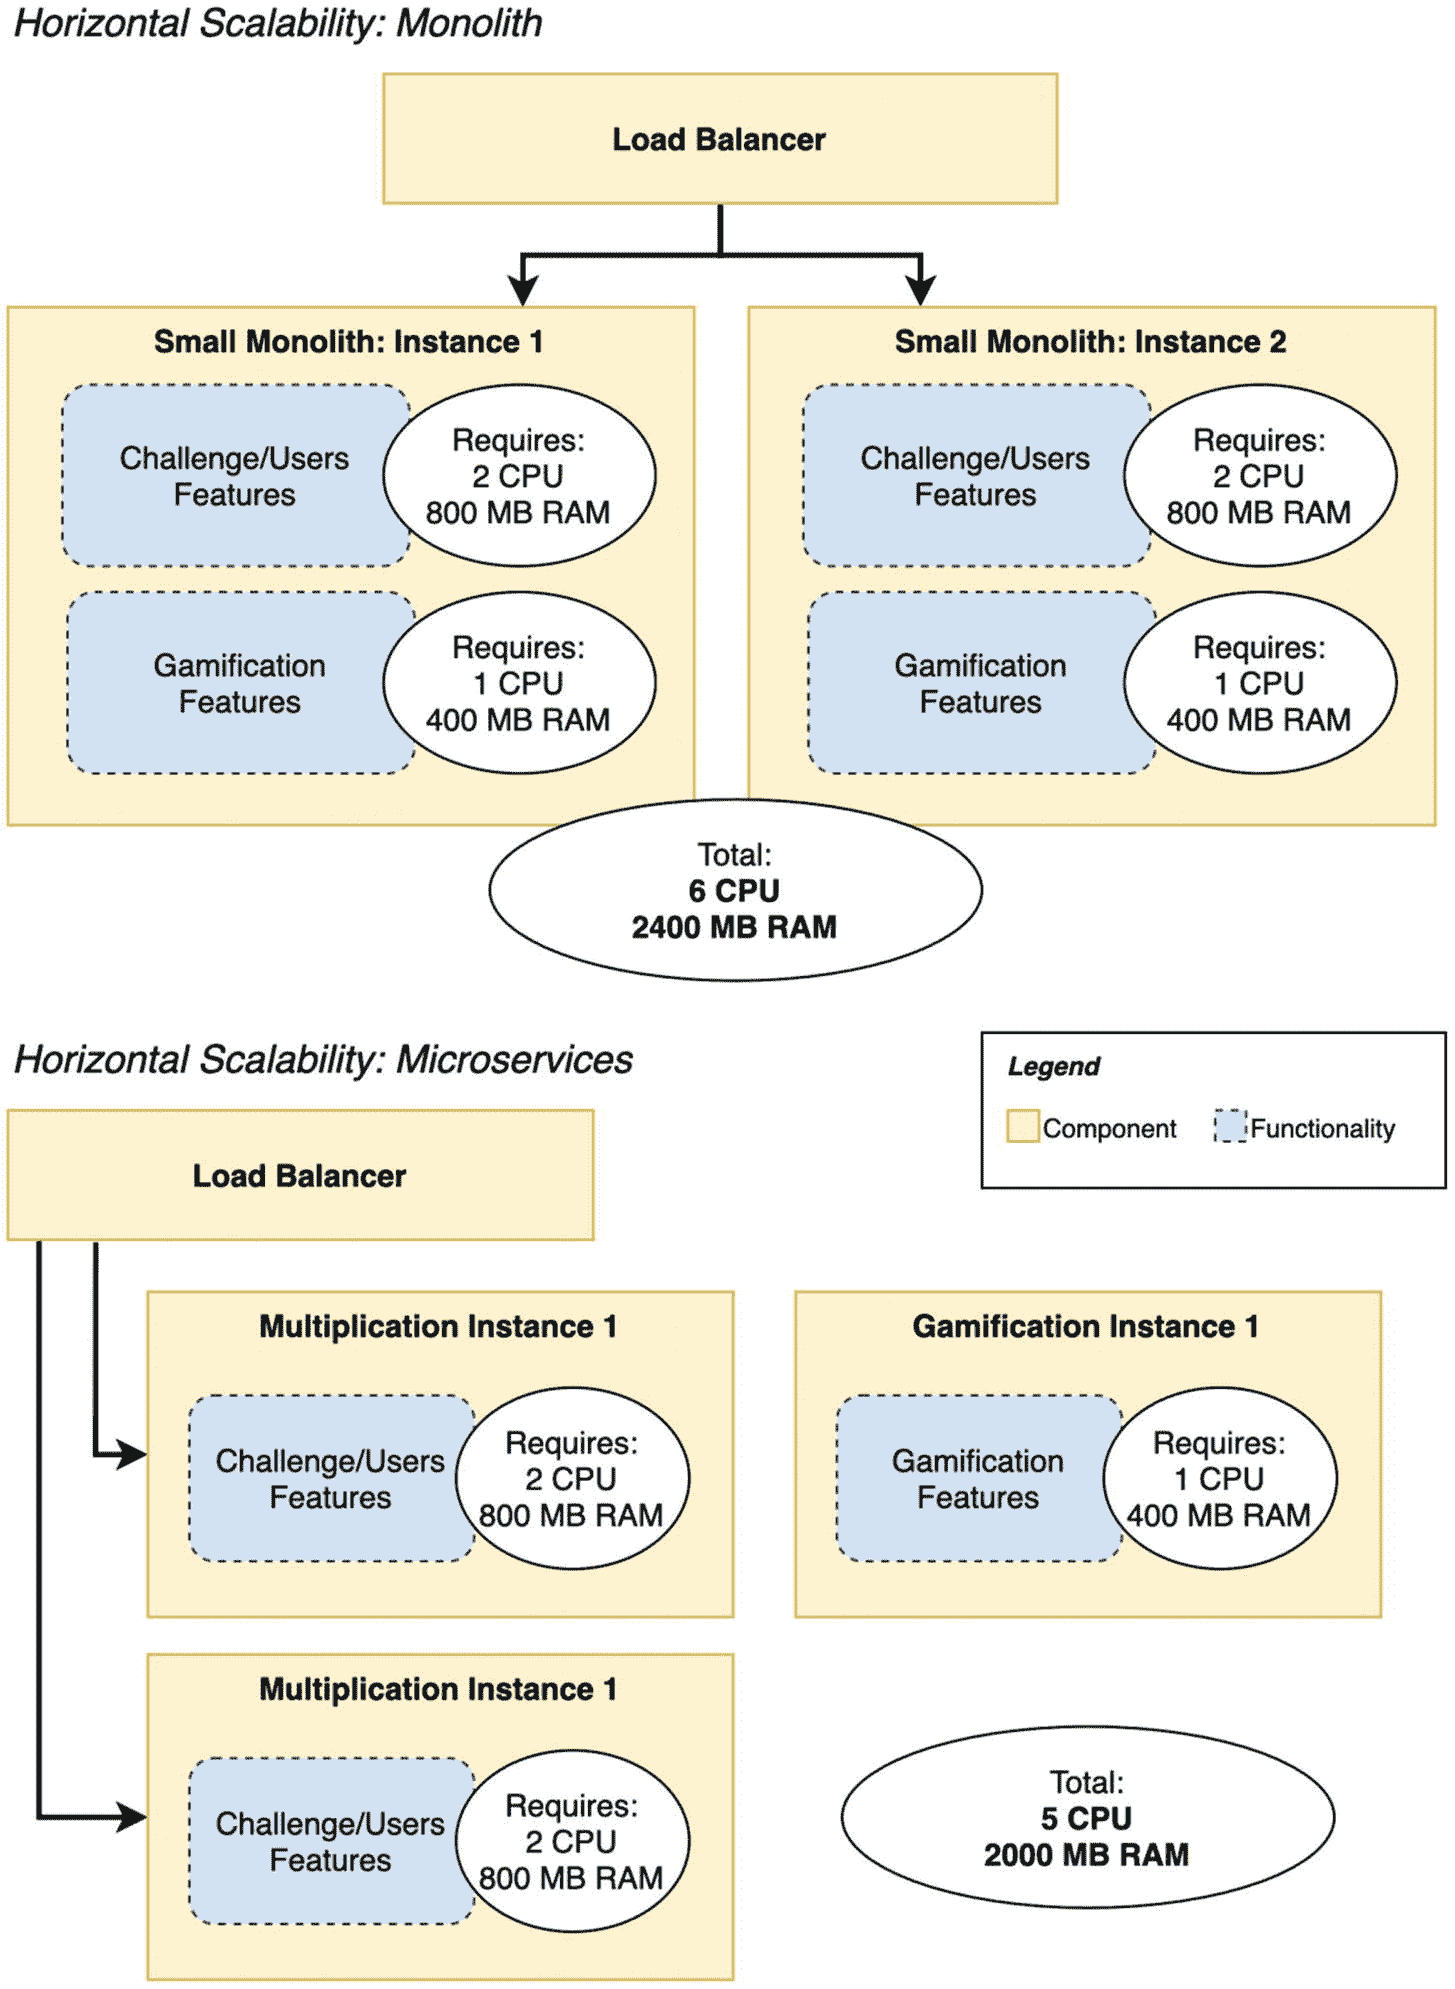 Horizontal Scalability: Monolith
Load Balancer
Small Monolith: Instance 1
Challenge/Users
Features
Requires:
2 CPU
800 MB RAM
Gamification
Features
Requires:
1 CPU
400 MB RAM
Small Monolith: Instance 2
Challenge/Users
Features
Requires:
2 CPU
800 MB RAM
Gamification
Features
Requires:
1 CPU
400 MB RAM
Total:
6 CPU
2400 MB RAM
Horizontal Scalability: Microservices
Legend
Component
Functionality
Load Balancer
Multiplication Instance 1
Challenge/Users
Features
Requires:
2 CPU
800 MB RAM
Gamification Instance 1
Gamification
Features
Requires:
1 CPU
400 MB RAM
Multiplication Instance 1
Challenge/Users
Features
Requires:
2 CPU
800 MB RAM
Total:
5 CPU
2000 MB RAM